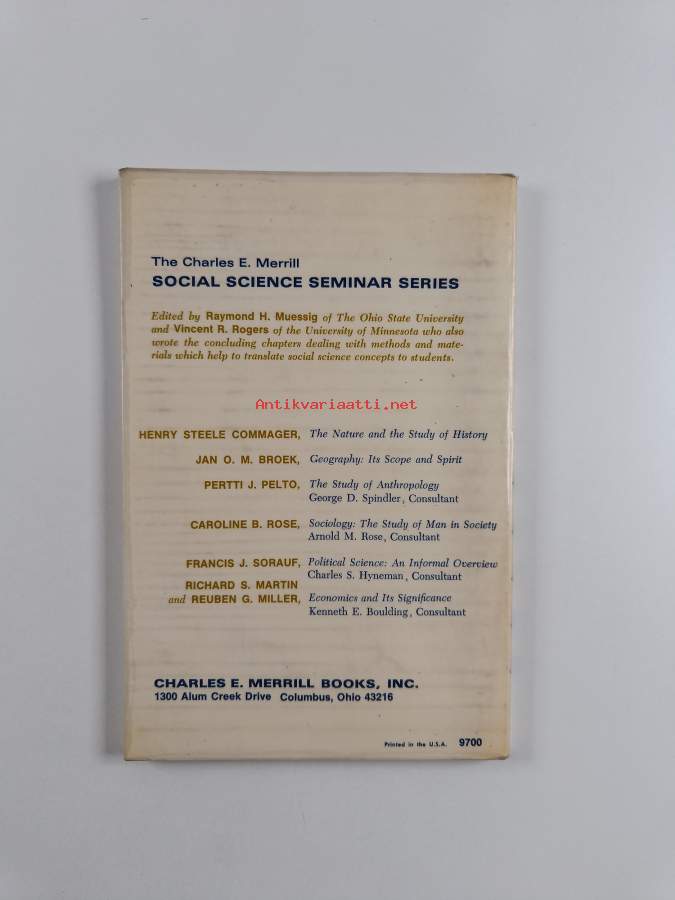 The Charles E. Merrill
SOCIAL SCIENCE SEMINAR SERIES
Edited by Raymond H. Muessig of The Ohio State University
and Vincent R. Rogers of the University of Minnesota who also
wrote the concluding chapters dealing with methods and mate-
rials which help to translate social science concepts to students.
Antikvariaatti.net
HENRY STEELE COMMAGER, The Nature and the Study of History
JAN O. M. BROEK, Geography: Its Scope and Spirit
PERTTI J. PELTO, The Study of Anthropology
George D. Spindler, Consultant
CAROLINE B. ROSE, Sociology: The Study of Man in Society
Arnold M. Rose, Consultant
FRANCIS J. SORAUF, Political Science: An Informal Overview
Charles S. Hyneman, Consultant
RICHARD S. MARTIN
and REUBEN G. MILLER, Economics and Its Significance
Kenneth E. Boulding, Consultant
CHARLES E. MERRILL BOOKS, INC.
1300 Alum Creek Drive Columbus, Ohio 43216
Printed in the U.S.A. 9700